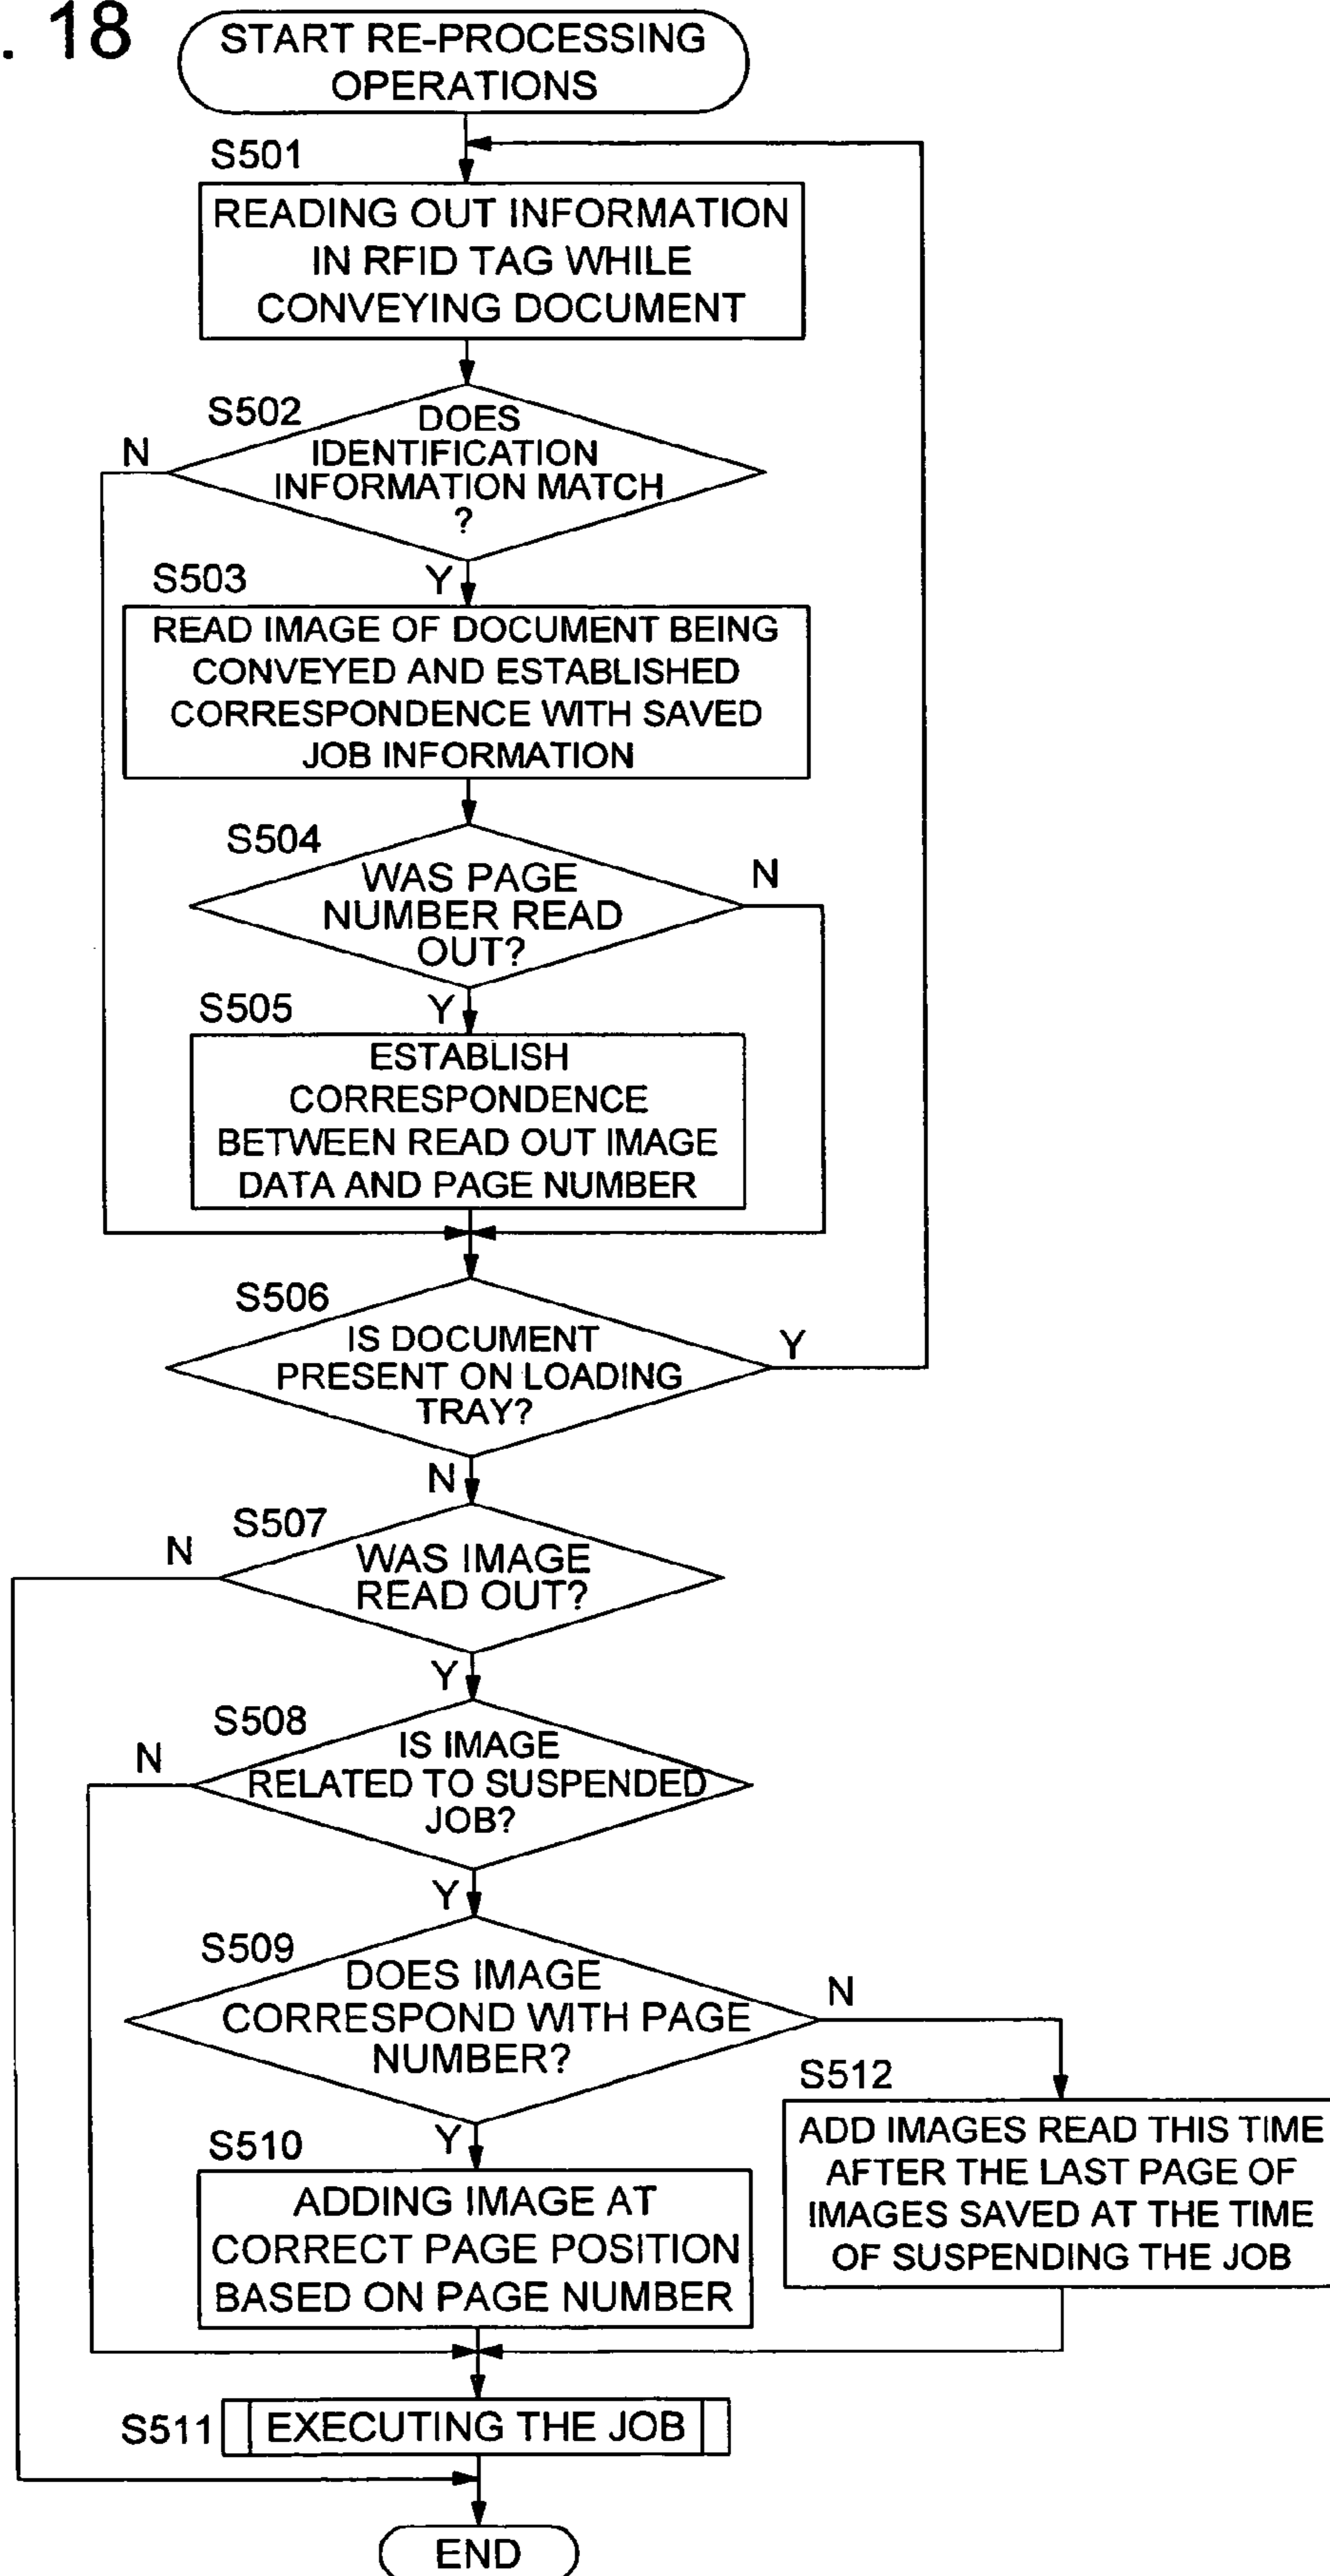 . 18
START RE-PROCESSING
OPERATIONS
S501
READING OUT INFORMATION
IN RFID TAG WHILE
CONVEYING DOCUMENT
S502
DOES
IDENTIFICATION
INFORMATION MATCH
?
N
Y
S503
READ IMAGE OF DOCUMENT BEING
CONVEYED AND ESTABLISHED
CORRESPONDENCE WITH SAVED
JOB INFORMATION
S504
WAS PAGE
NUMBER READ
OUT?
N
Y
S505
ESTABLISH
CORRESPONDENCE
BETWEEN READ OUT IMAGE
DATA AND PAGE NUMBER
S506
IS DOCUMENT
PRESENT ON LOADING
TRAY?
Y
N
S507
WAS IMAGE
READ OUT?
N
Y
S508
IS IMAGE
RELATED TO SUSPENDED
JOB?
N
Y
S509
DOES IMAGE
CORRESPOND WITH PAGE
NUMBER?
N
Y
S512
ADD IMAGES READ THIS TIME
AFTER THE LAST PAGE OF
IMAGES SAVED AT THE TIME
OF SUSPENDING THE JOB
S510
ADDING IMAGE AT
CORRECT PAGE POSITION
BASED ON PAGE NUMBER
S511
EXECUTING THE JOB
END